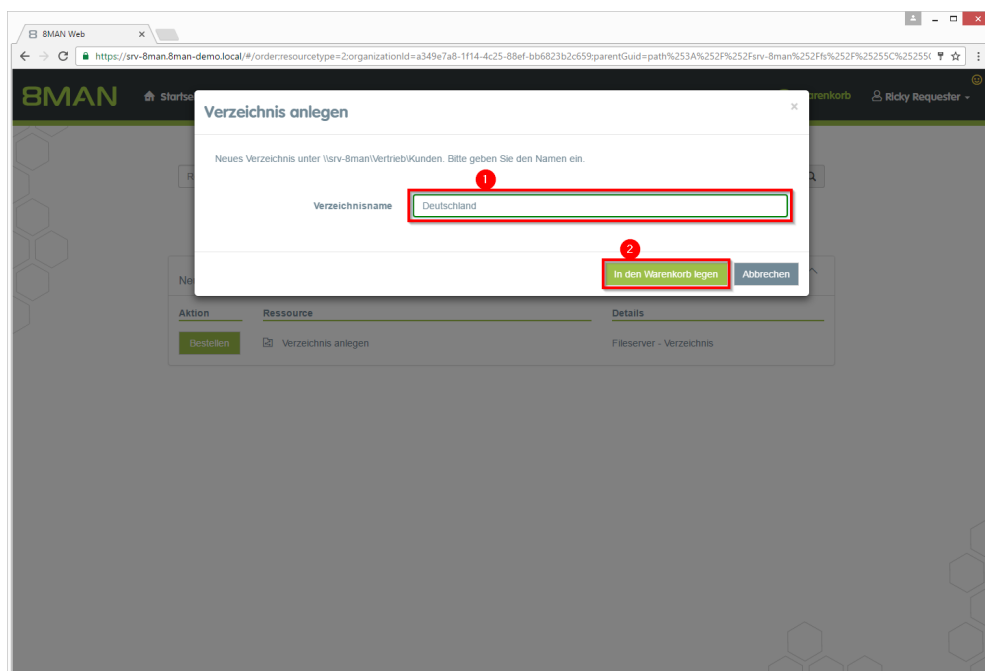 8MAN Web
https://srv-8man.8man-demo.local/#/order:resourcetype=2;organizationId=a349e7a8-1f14-4c25-88ef-bb6823b2c659;parentGuid=path%253A%252F%252Fsrv-8man%252Ffs%252F%25255C%25255(
8MAN
Startse
arenkorb
Ricky Requester
Verzeichnis anlegen
Neues Verzeichnis unter \\srv-8man\Vertrieb\Kunden. Bitte geben Sie den Namen ein.
1
Verzeichnisname
Deutschland
2
In den Warenkorb legen
Abbrechen
Ne
Aktion
Ressource
Details
Bestellen
Verzeichnis anlegen
Fileserver - Verzeichnis